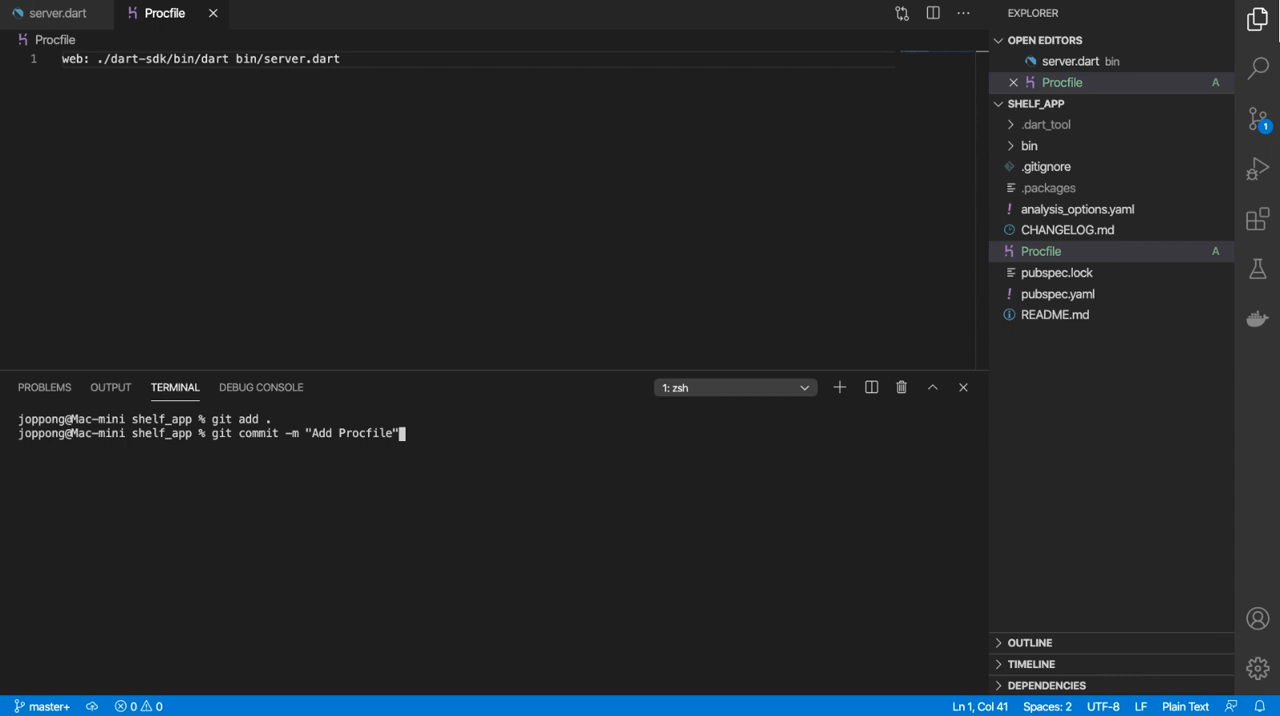 server.dart
Procfile
EXPLORER
Procfile
1 web: ./dart-sdk/bin/dart bin/server.dart
OPEN EDITORS
server.dart bin
Procfile A
SHELF_APP
.dart_tool
bin
.gitignore
.packages
analysis_options.yaml
CHANGELOG.md
Procfile A
pubspec.lock
pubspec.yaml
README.md
1
PROBLEMS OUTPUT TERMINAL DEBUG CONSOLE 1: zsh
joppong@Mac-mini shelf_app % git add .
joppong@Mac-mini shelf_app % git commit -m "Add Procfile"
OUTLINE
TIMELINE
DEPENDENCIES
master+ 0 0 Ln 1, Col 41 Spaces: 2 UTF-8 LF Plain Text